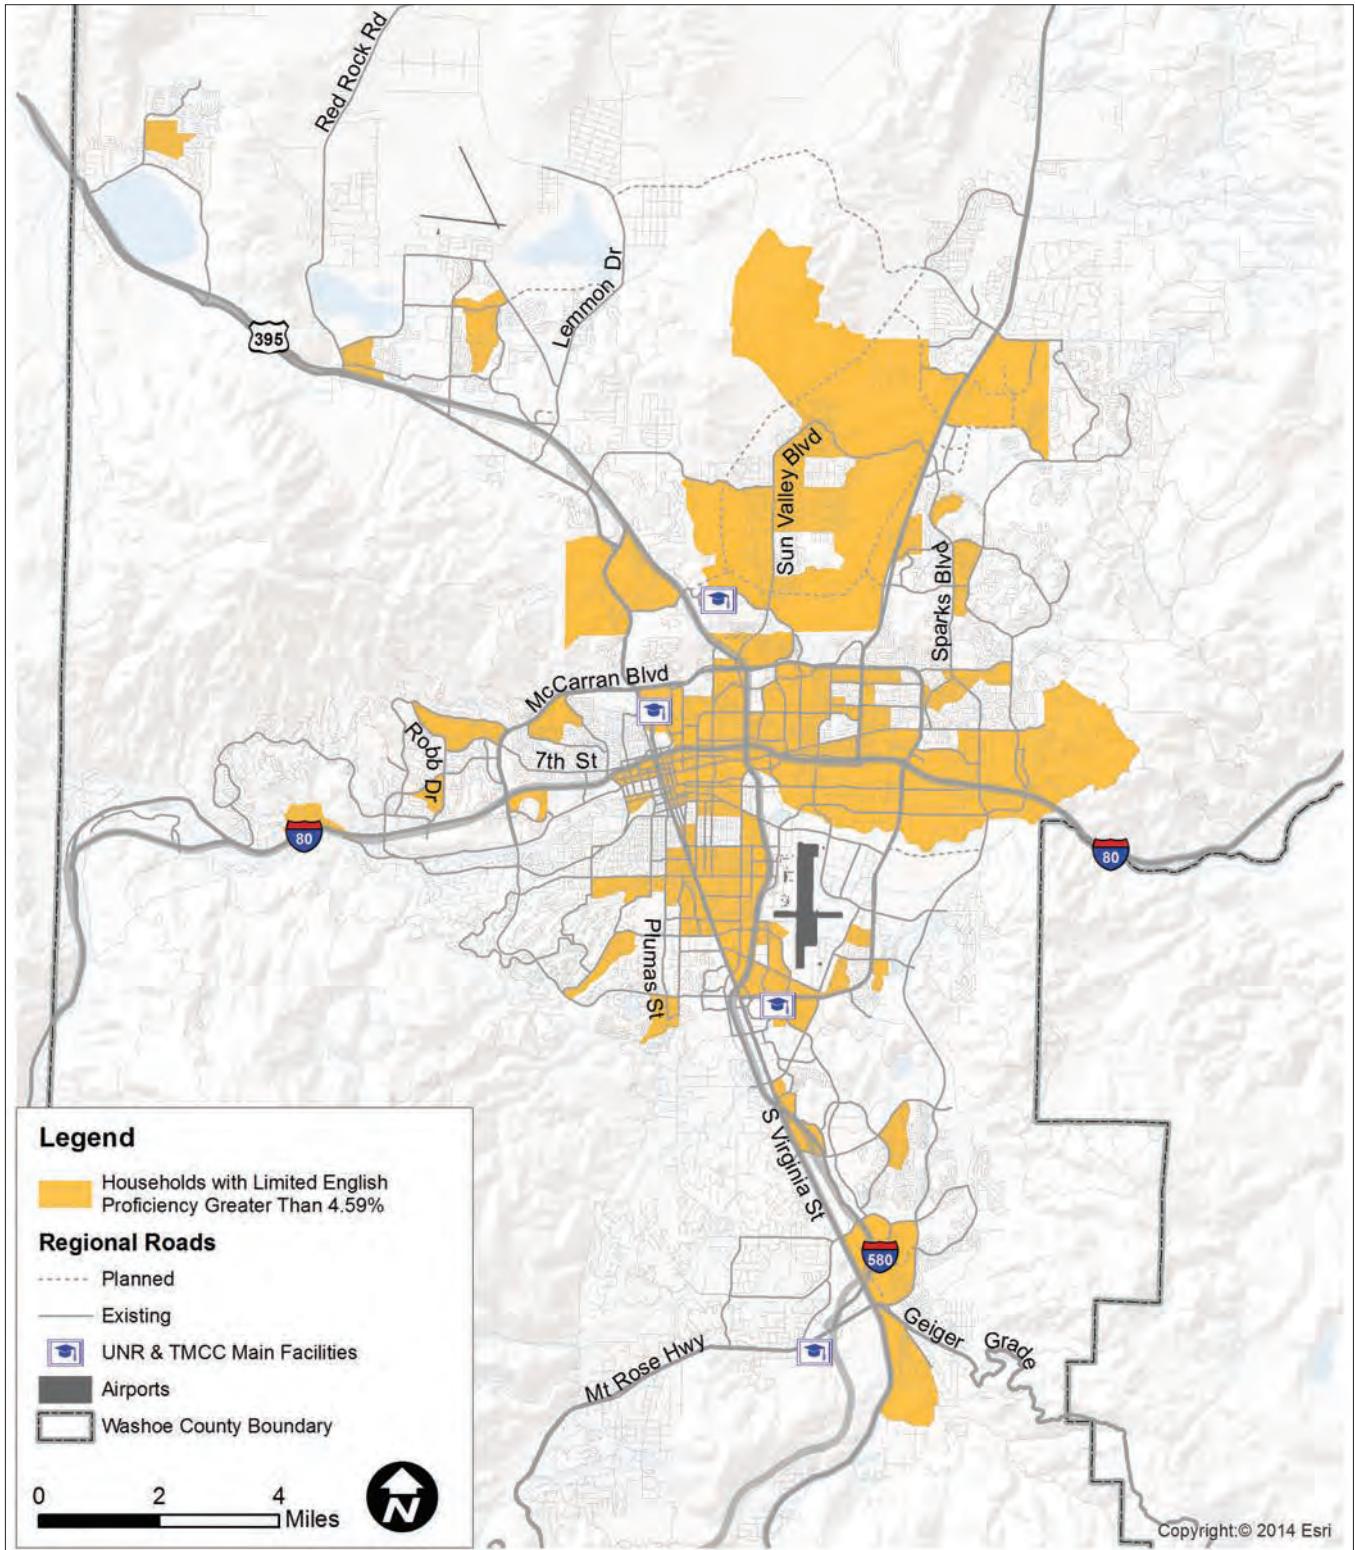 Red Rock Rd
395
Lemmon Dr
Sun Valley Blvd
Sparks Blvd
McCarran Blvd
Robb Dr
7th St
80
80
Plumas St
S Virginia St
580
Geiger Grade
Mt Rose Hwy
Legend
Households with Limited English
Proficiency Greater Than 4.59%
Regional Roads
Planned
Existing
UNR & TMCC Main Facilities
Airports
Washoe County Boundary
0 2 4
Miles
N
Copyright:© 2014 Esri